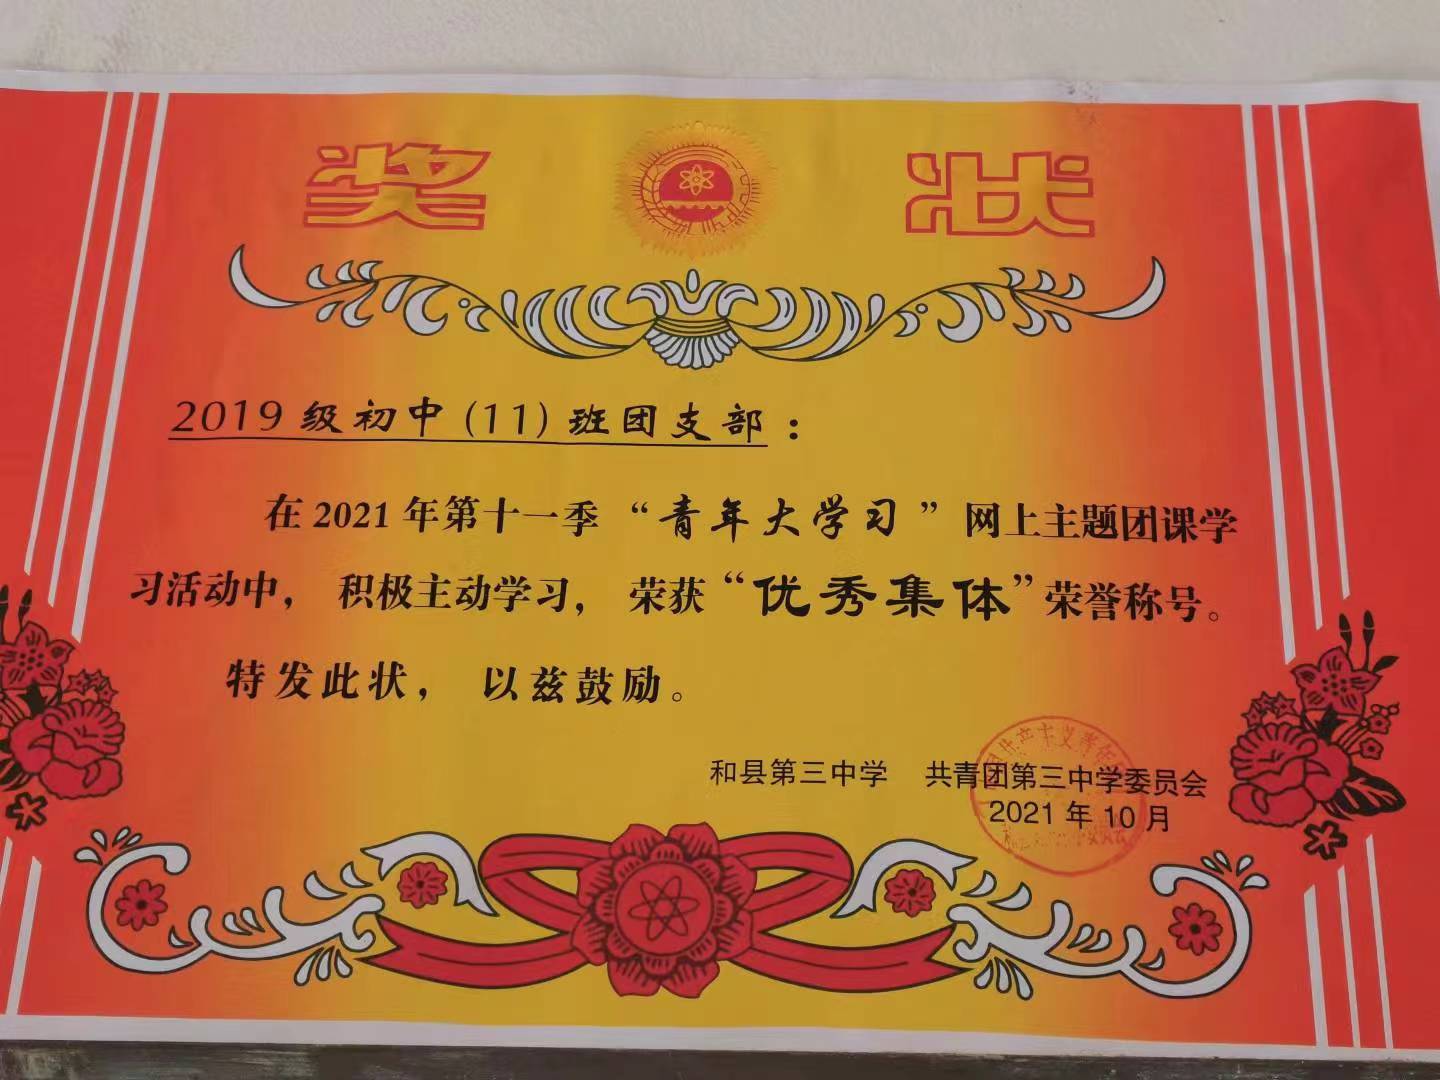 奖 状
2019级初中(11)班团支部：
在2021年第十一季“青年大学习”网上主题团课学
习活动中，积极主动学习，荣获“优秀集体”荣誉称号。
特发此状，以兹鼓励。
和县第三中学 共青团第三中学委员会
2021年10月